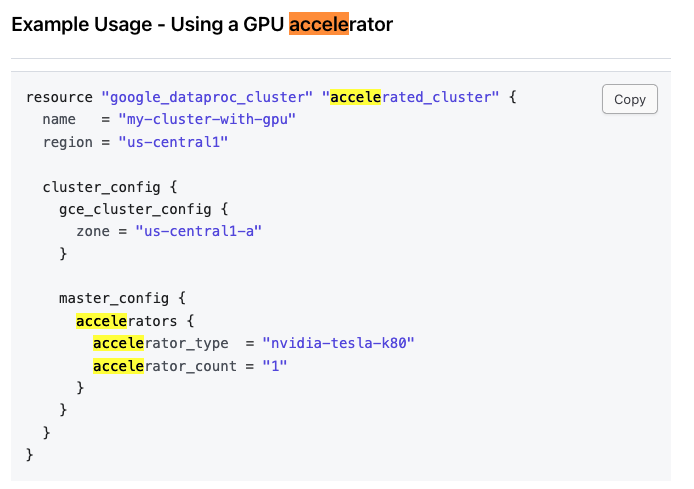 Example Usage - Using a GPU accelerator
resource "google_dataproc_cluster" "accelerated_cluster" {
Copy
  name   = "my-cluster-with-gpu"
  region = "us-central1"
  cluster_config {
    gce_cluster_config {
      zone = "us-central1-a"
    }
    master_config {
      accelerators {
        accelerator_type  = "nvidia-tesla-k80"
        accelerator_count = "1"
      }
    }
  }
}